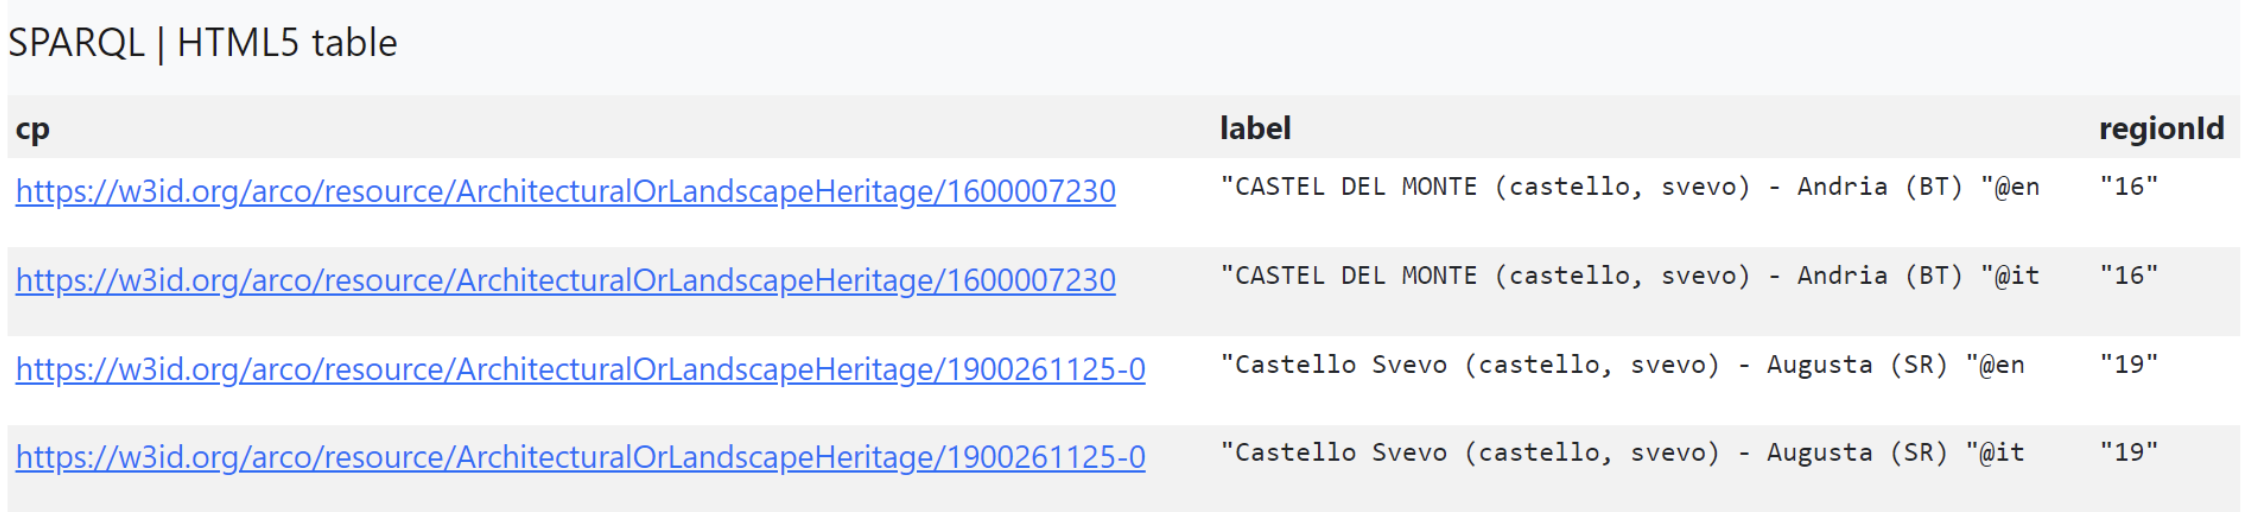 SPARQL | HTML5 table
cp label regionId
https://w3id.org/arco/resource/ArchitecturalOrLandscapeHeritage/1600007230 "CASTEL DEL MONTE (castello, svevo) - Andria (BT) "@en "16"
https://w3id.org/arco/resource/ArchitecturalOrLandscapeHeritage/1600007230 "CASTEL DEL MONTE (castello, svevo) - Andria (BT) "@it "16"
https://w3id.org/arco/resource/ArchitecturalOrLandscapeHeritage/1900261125-0 "Castello Svevo (castello, svevo) - Augusta (SR) "@en "19"
https://w3id.org/arco/resource/ArchitecturalOrLandscapeHeritage/1900261125-0 "Castello Svevo (castello, svevo) - Augusta (SR) "@it "19"